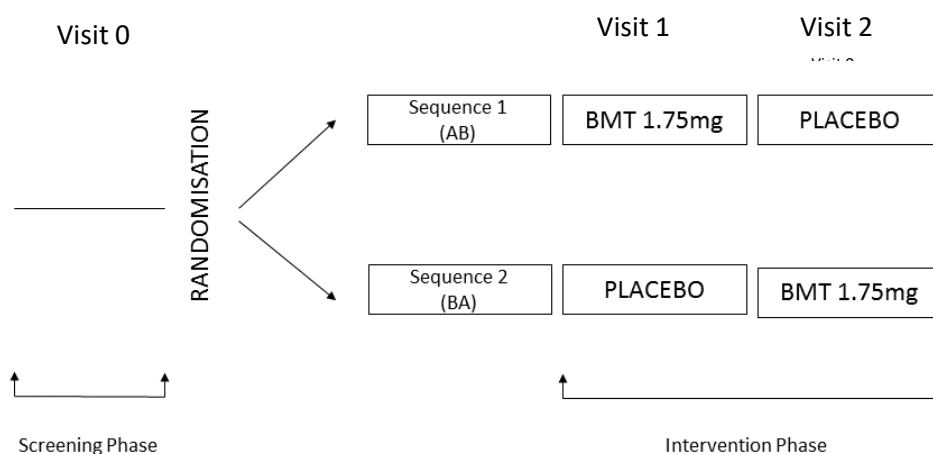 Visit 0
Visit 1
Visit 2
RANDOMISATION
Sequence 1
(AB)
BMT 1.75mg
PLACEBO
Sequence 2
(BA)
PLACEBO
BMT 1.75mg
Screening Phase
Intervention Phase